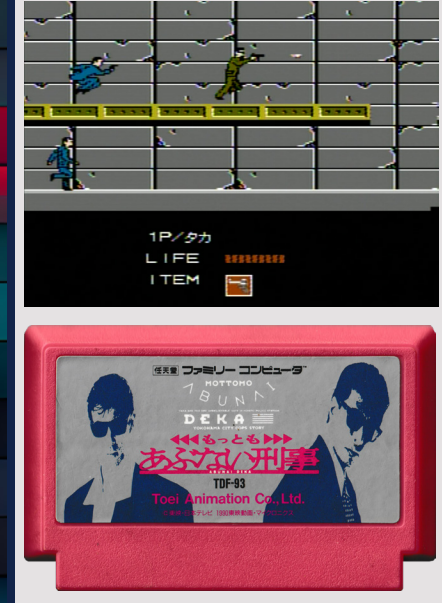 1P/タカ
LIFE
ITEM
任天堂 ファミリー コンピュータ™
MOTTOMO
ABUNAI
DEKA
◀◀◀もっとも▶▶▶
あぶない刑事
TDF-93
Toei Animation Co., Ltd.